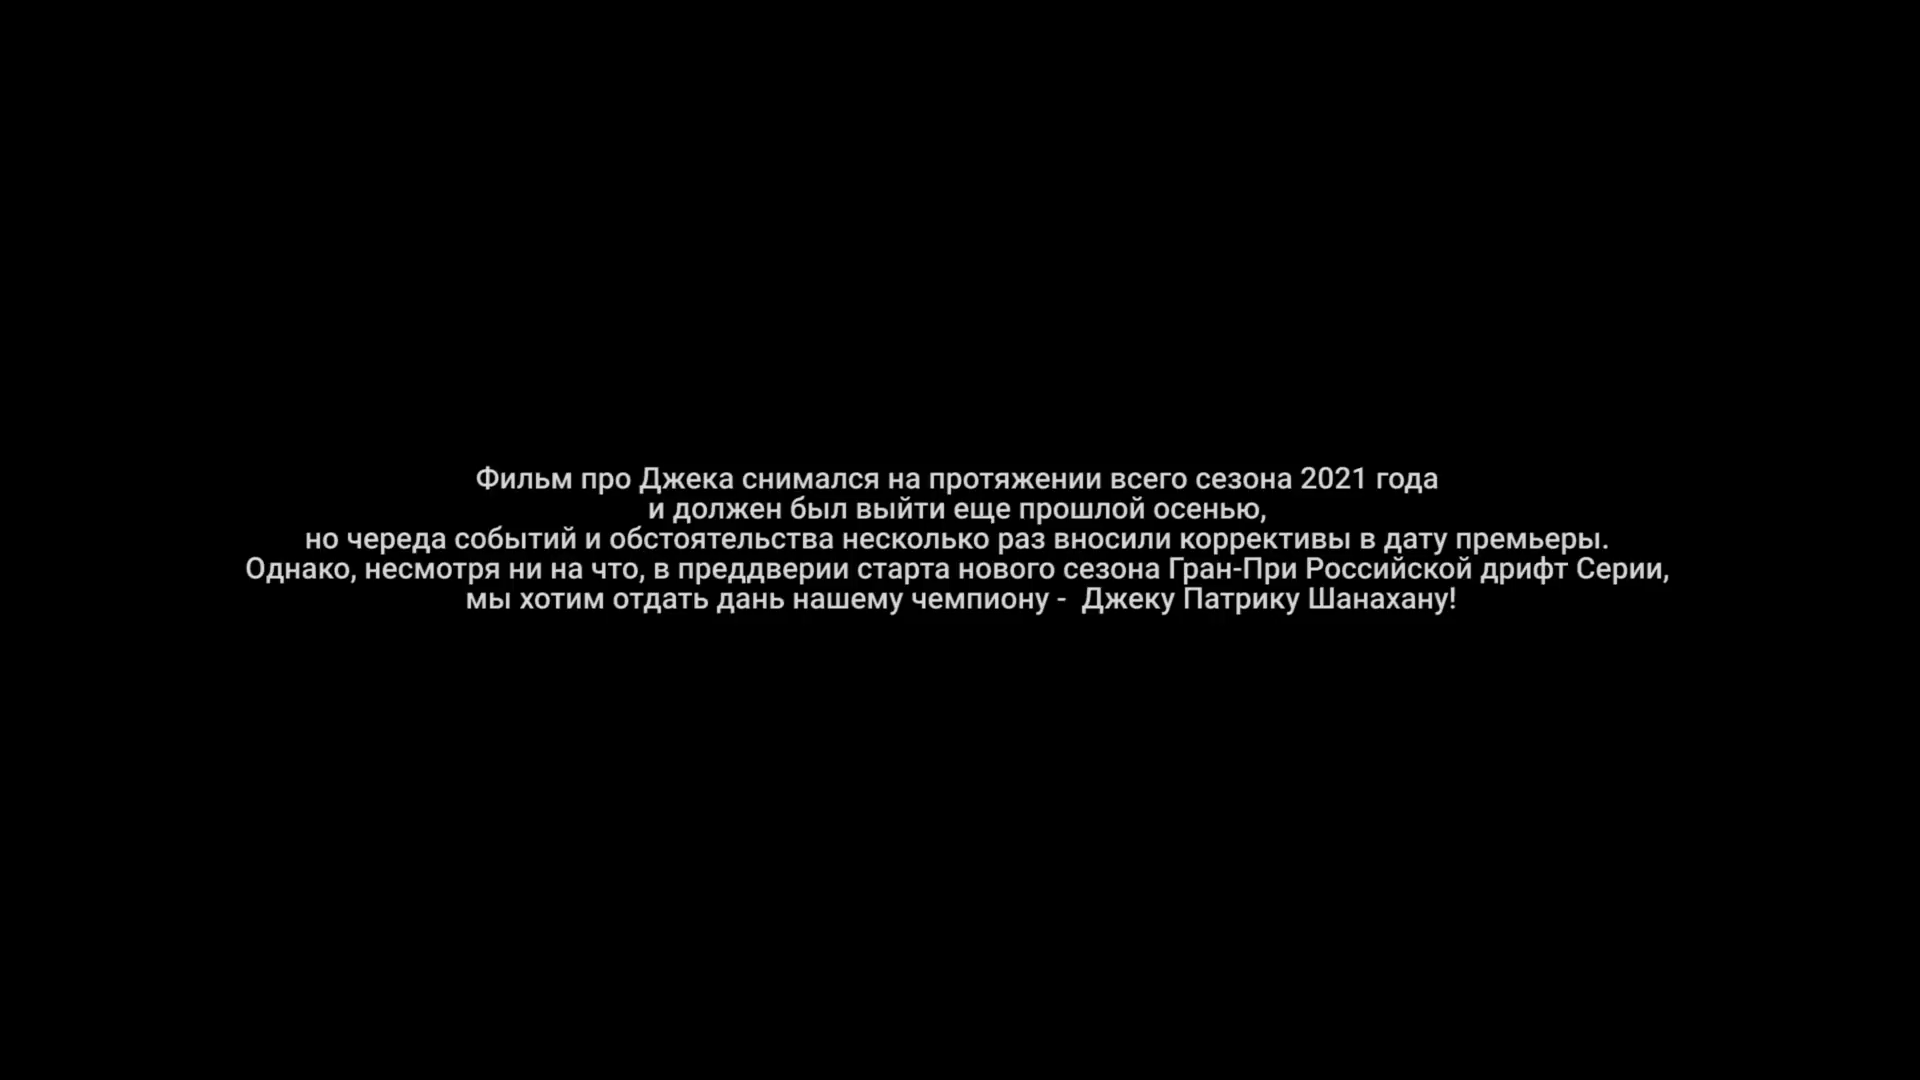 Фильм про Джека снимался на протяжении всего сезона 2021 года
и должен был выйти еще прошлой осенью,
но череда событий и обстоятельства несколько раз вносили коррективы в дату премьеры.
Однако, несмотря ни на что, в преддверии старта нового сезона Гран-При Российской дрифт Серии,
мы хотим отдать дань нашему чемпиону -  Джеку Патрику Шанахану!